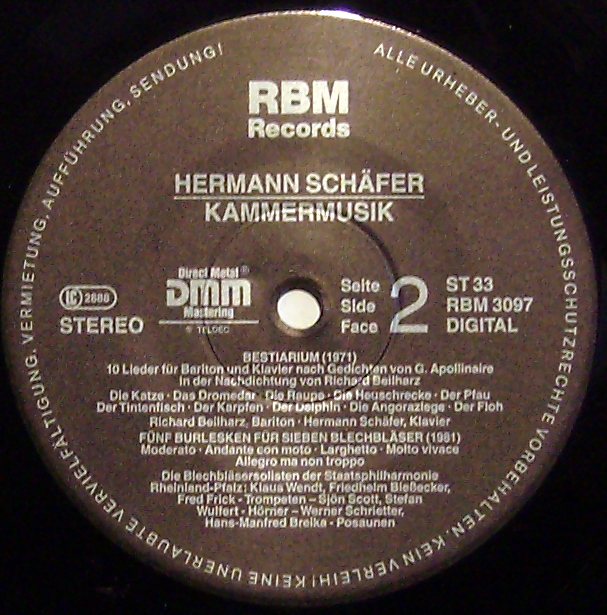 ALLE URHEBER- UND LEISTUNGSSCHUTZRECHTE VORBEHALTEN. KEIN VERLEIH! KEINE UNERLAUBTE VERVIELFÄLTIGUNG, VERMIETUNG, AUFFÜHRUNG, SENDUNG!
RBM
Records
HERMANN SCHÄFER
KAMMERMUSIK
LC 2886
STEREO
Direct Metal ®
DMM
Mastering
® TELDEC
Seite
Side
Face
2
ST 33
RBM 3097
DIGITAL
BESTIARIUM (1971)
10 Lieder für Bariton und Klavier nach Gedichten von G. Apollinaire
in der Nachdichtung von Richard Beilharz
Die Katze · Das Dromedar · Die Raupe · Die Heuschrecke · Der Pfau
Der Tintenfisch · Der Karpfen · Der Delphin · Die Angoraziege · Der Floh
Richard Beilharz, Bariton · Hermann Schäfer, Klavier
FÜNF BURLESKEN FÜR SIEBEN BLECHBLÄSER (1981)
Moderato · Andante con moto · Larghetto · Molto vivace
Allegro ma non troppo
Die Blechbläsersolisten der Staatsphilharmonie
Rheinland-Pfalz: Klaus Wendt, Friedhelm Bießecker,
Fred Frick · Trompeten – Sjön Scott, Stefan
Wulfert · Hörner – Werner Schrietter,
Hans-Manfred Breika · Posaunen